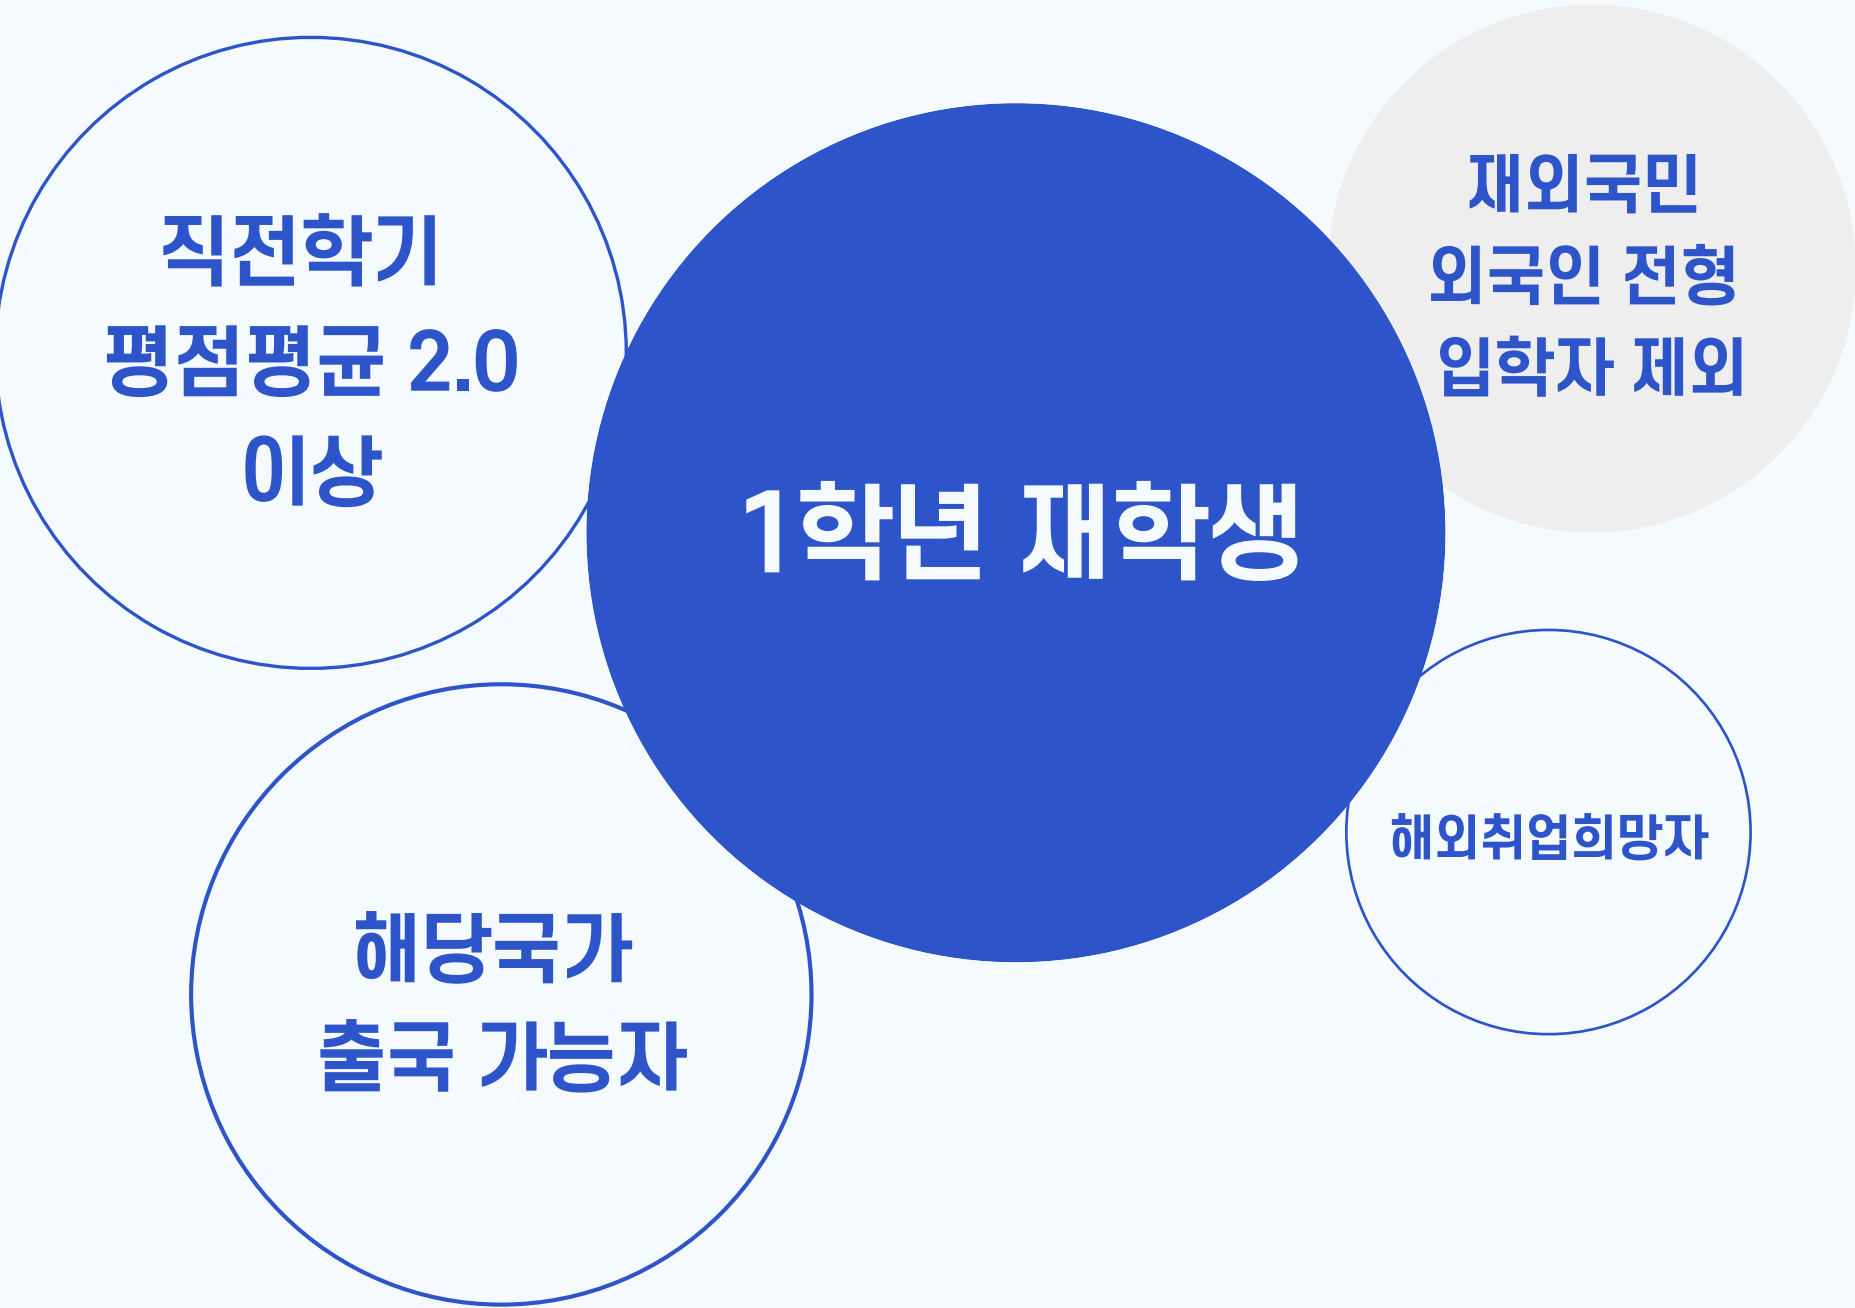 직전학기
평점평균 2.0
이상
1학년 재학생
재외국민
외국인 전형
입학자 제외
해외취업희망자
해당국가
출국 가능자